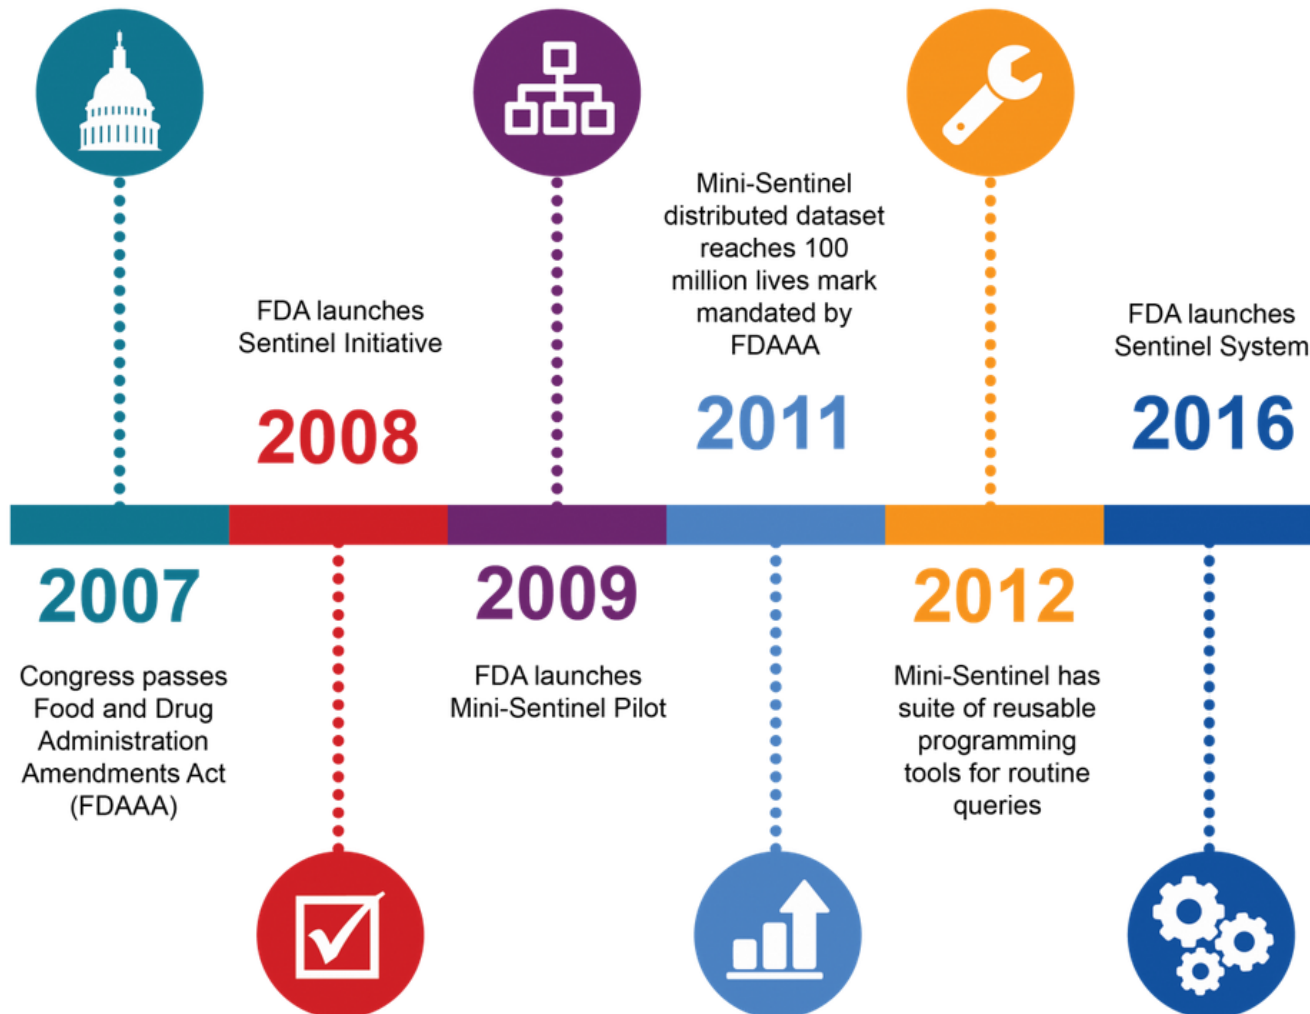 2007
Congress passes
Food and Drug
Administration
Amendments Act
(FDAAA)
FDA launches
Sentinel Initiative
2008
2009
FDA launches
Mini-Sentinel Pilot
Mini-Sentinel
distributed dataset
reaches 100
million lives mark
mandated by
FDAAA
2011
2012
Mini-Sentinel has
suite of reusable
programming
tools for routine
queries
FDA launches
Sentinel System
2016